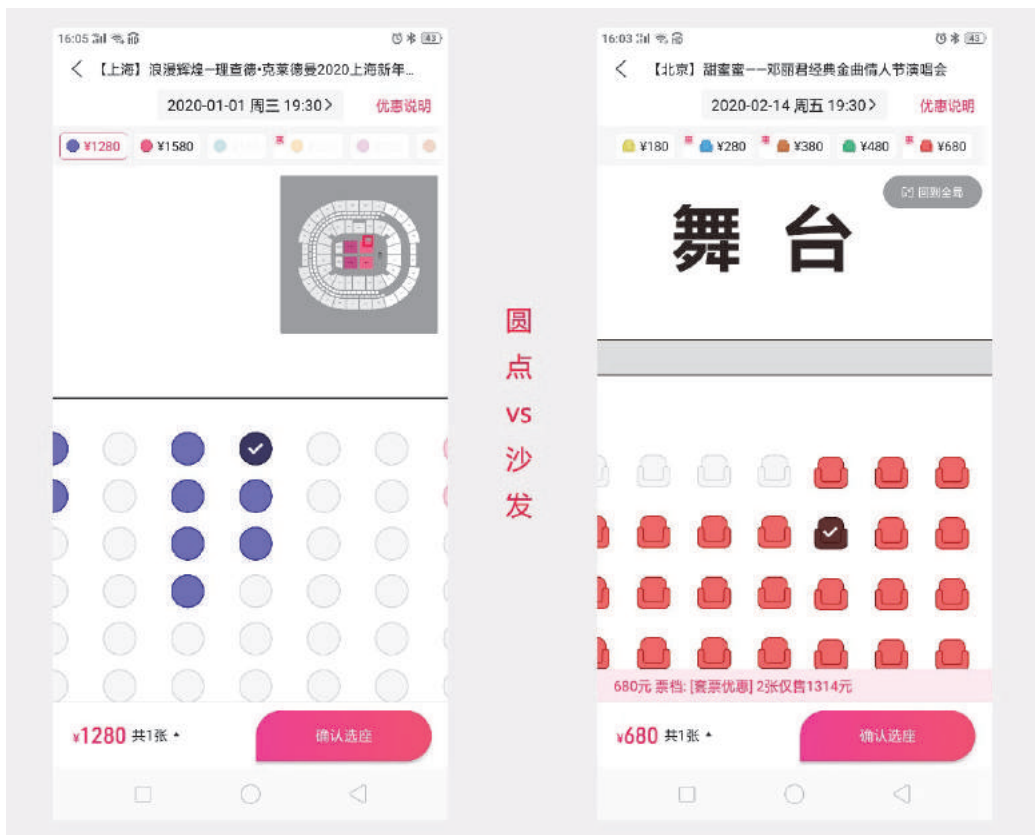 16:05
43
【上海】浪漫辉煌—理查德•克莱德曼2020上海新年...
2020-01-01 周三 19:30
优惠说明
¥1280
¥1580
惠
¥1280 共1张
确认选座
圆
点
vs
沙
发
16:03
43
【北京】甜蜜蜜——邓丽君经典金曲情人节演唱会
2020-02-14 周五 19:30
优惠说明
¥180
惠
¥280
惠
¥380
¥480
惠
¥680
回到全局
舞台
680元 票档: [套票优惠] 2张仅售1314元
¥680 共1张
确认选座